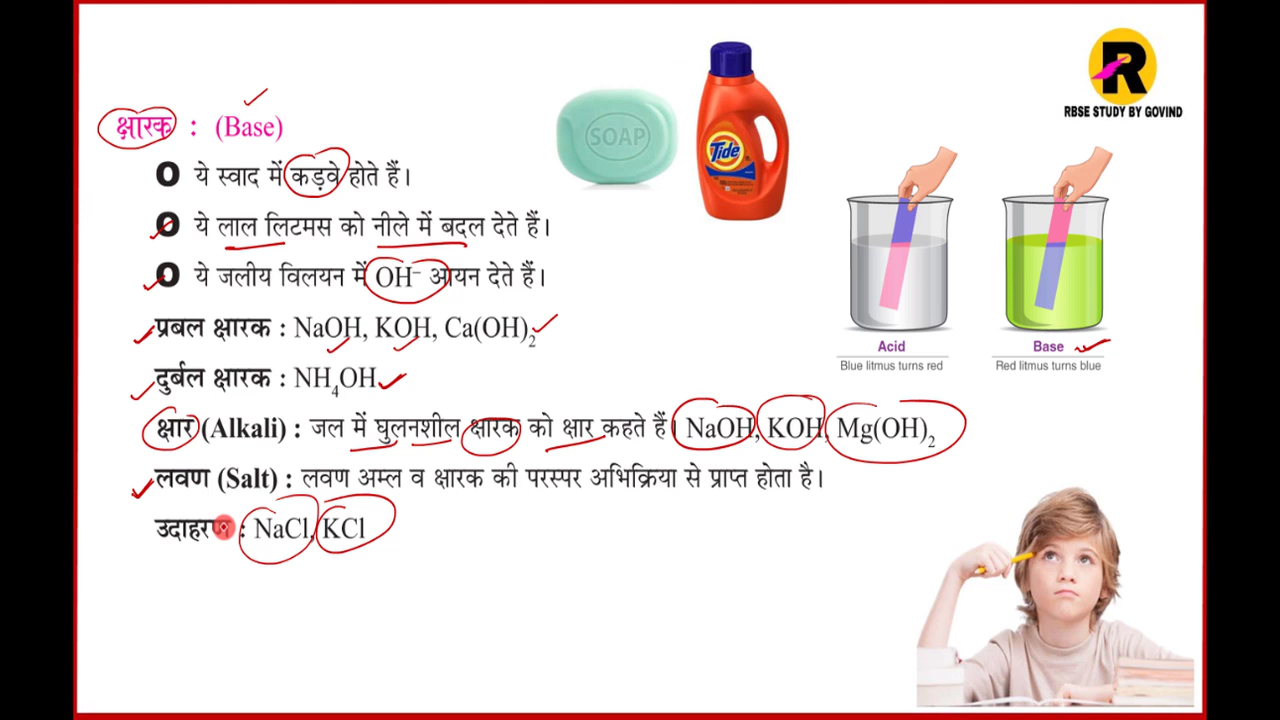 RBSE STUDY BY GOVIND
क्षारक : (Base)
ये स्वाद में कड़वे होते हैं।
ये लाल लिटमस को नीले में बदल देते हैं।
ये जलीय विलयन में OH⁻ आयन देते हैं।
प्रबल क्षारक : NaOH, KOH, Ca(OH)₂
दुर्बल क्षारक : NH₄OH
क्षार (Alkali) : जल में घुलनशील क्षारक को क्षार कहते हैं। NaOH, KOH, Mg(OH)₂
लवण (Salt) : लवण अम्ल व क्षारक की परस्पर अभिक्रिया से प्राप्त होता है।
उदाहरण : NaCl, KCl
SOAP
Tide
Acid
Blue litmus turns red
Base
Red litmus turns blue